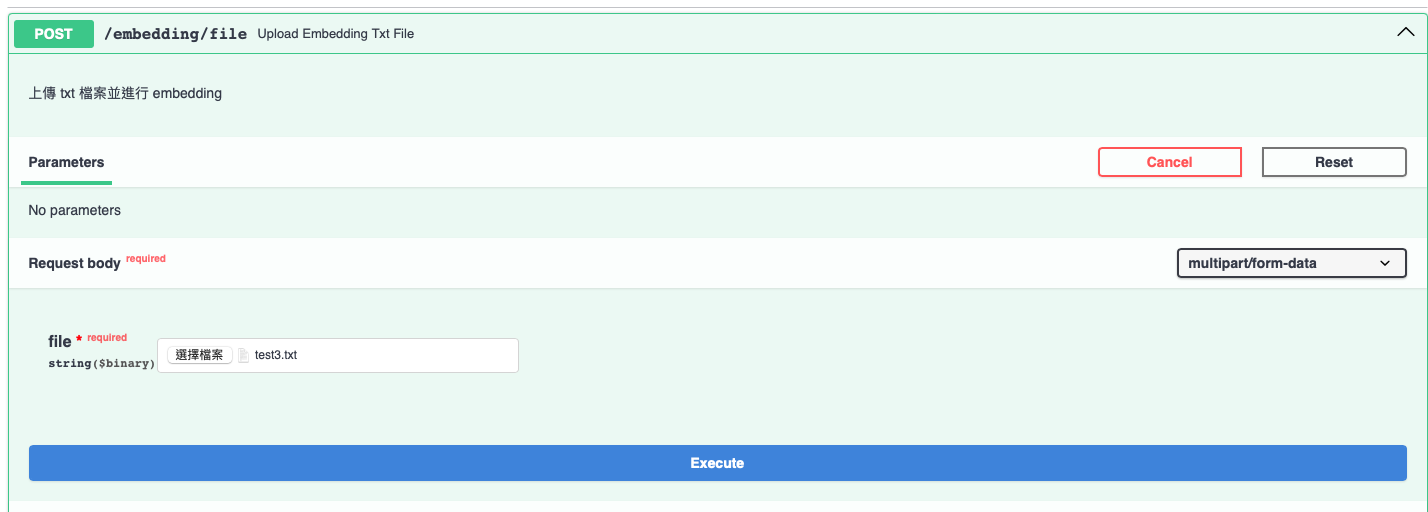 POST /embedding/file Upload Embedding Txt File
上傳 txt 檔案並進行 embedding
Parameters Cancel Reset
No parameters
Request body required multipart/form-data
file * required
string($binary) 選擇檔案 test3.txt
Execute